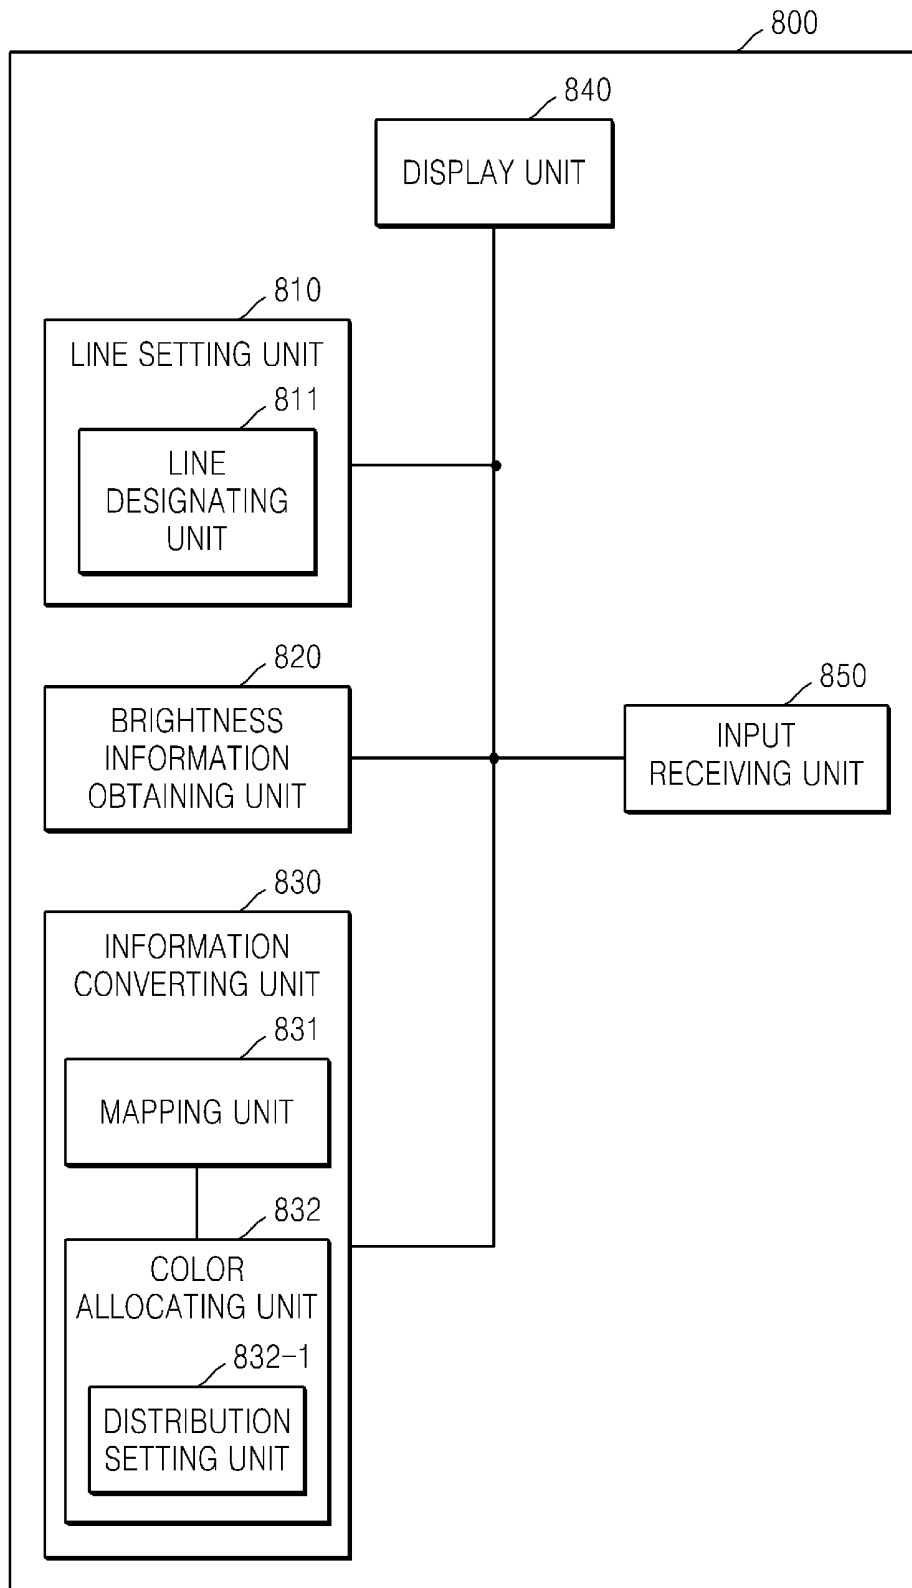 800
840
DISPLAY UNIT
810
LINE SETTING UNIT
811
LINE
DESIGNATING
UNIT
820
BRIGHTNESS
INFORMATION
OBTAINING UNIT
850
INPUT
RECEIVING UNIT
830
INFORMATION
CONVERTING UNIT
831
MAPPING UNIT
832
COLOR
ALLOCATING UNIT
832-1
DISTRIBUTION
SETTING UNIT